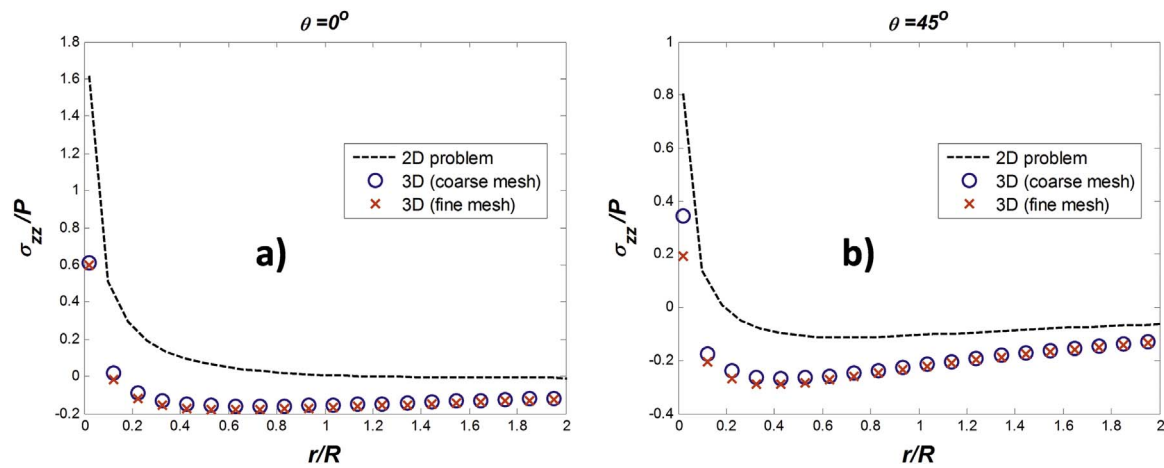 θ =0°
1.8
1.6
1.4
1.2
1
0.8
0.6
0.4
0.2
0
-0.2
σzz/P
2D problem
3D (coarse mesh)
3D (fine mesh)
a)
0 0.2 0.4 0.6 0.8 1 1.2 1.4 1.6 1.8 2
r/R
θ =45°
1
0.8
0.6
0.4
0.2
0
-0.2
-0.4
σzz/P
2D problem
3D (coarse mesh)
3D (fine mesh)
b)
0 0.2 0.4 0.6 0.8 1 1.2 1.4 1.6 1.8 2
r/R